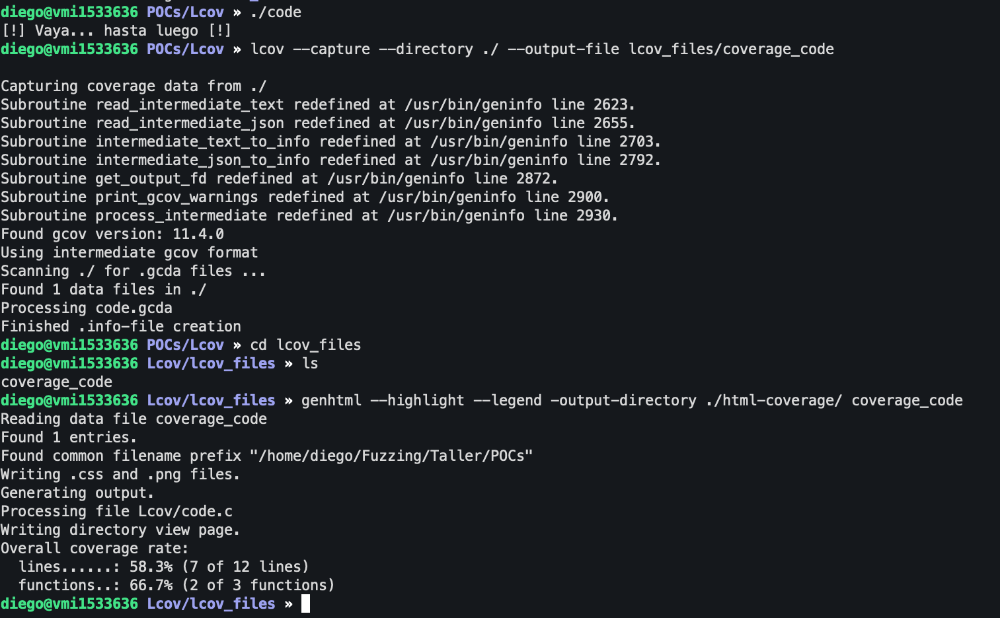 diego@vmi1533636 POCs/Lcov » ./code
[!] Vaya... hasta luego [!]
diego@vmi1533636 POCs/Lcov » lcov --capture --directory ./ --output-file lcov_files/coverage_code
Capturing coverage data from ./
Subroutine read_intermediate_text redefined at /usr/bin/geninfo line 2623.
Subroutine read_intermediate_json redefined at /usr/bin/geninfo line 2655.
Subroutine intermediate_text_to_info redefined at /usr/bin/geninfo line 2703.
Subroutine intermediate_json_to_info redefined at /usr/bin/geninfo line 2792.
Subroutine get_output_fd redefined at /usr/bin/geninfo line 2872.
Subroutine print_gcov_warnings redefined at /usr/bin/geninfo line 2900.
Subroutine process_intermediate redefined at /usr/bin/geninfo line 2930.
Found gcov version: 11.4.0
Using intermediate gcov format
Scanning ./ for .gcda files ...
Found 1 data files in ./
Processing code.gcda
Finished .info-file creation
diego@vmi1533636 POCs/Lcov » cd lcov_files
diego@vmi1533636 Lcov/lcov_files » ls
coverage_code
diego@vmi1533636 Lcov/lcov_files » genhtml --highlight --legend -output-directory ./html-coverage/ coverage_code
Reading data file coverage_code
Found 1 entries.
Found common filename prefix "/home/diego/Fuzzing/Taller/POCs"
Writing .css and .png files.
Generating output.
Processing file Lcov/code.c
Writing directory view page.
Overall coverage rate:
  lines......: 58.3% (7 of 12 lines)
  functions..: 66.7% (2 of 3 functions)
diego@vmi1533636 Lcov/lcov_files »